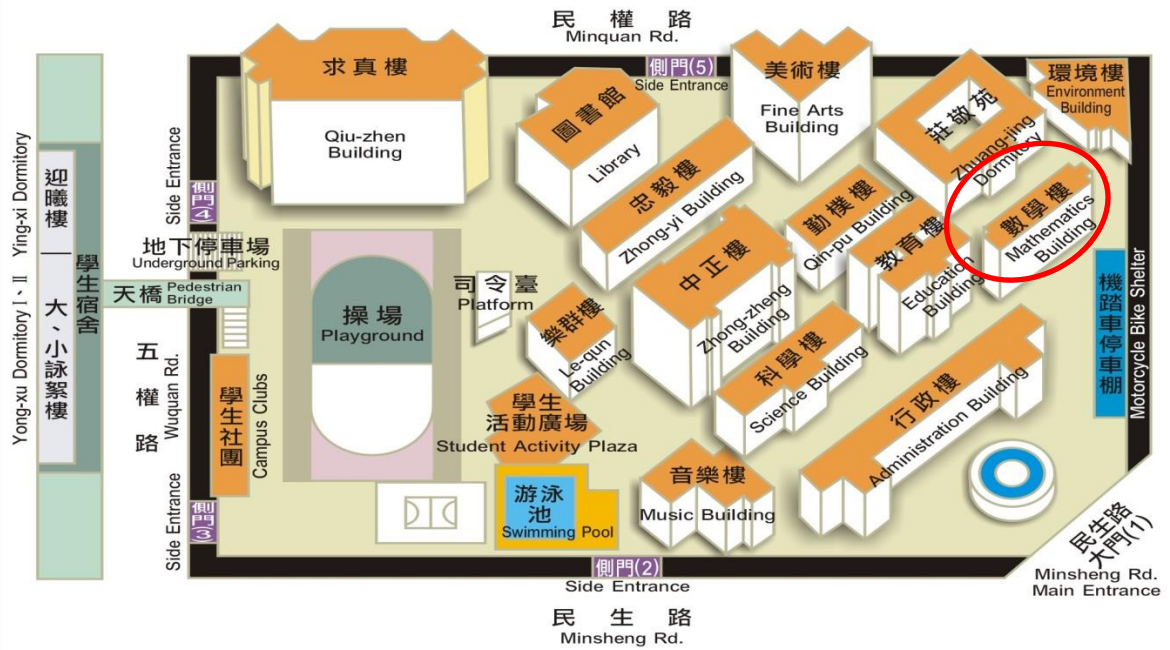 民權路
Minquan Rd.
求真樓
Qiu-zhen
Building
圖書館
Library
側門(5)
Side Entrance
美術樓
Fine Arts
Building
莊敬苑
Zhuang-jing
Dormitory
環境樓
Environment
Building
忠毅樓
Zhong-yi Building
勤樸樓
Qin-pu Building
數學樓
Mathematics
Building
迎曦樓
Ying-xi Dormitory
大、小詠絮樓
Yong-xu Dormitory I、II
學生宿舍
側門(4)
Side Entrance
地下停車場
Underground Parking
天橋
Pedestrian
Bridge
操場
Playground
司令臺
Platform
中正樓
Zhong-zheng
Building
教育樓
Education
Building
機踏車停車棚
Motorcycle Bike Shelter
樂群樓
Le-qun
Building
科學樓
Science Building
行政樓
Administration Building
五權路
Wuquan Rd.
學生社團
Campus Clubs
學生
活動廣場
Student Activity Plaza
游泳
池
Swimming Pool
音樂樓
Music Building
側門(3)
Side Entrance
側門(2)
Side Entrance
民生路
大門(1)
Minsheng Rd.
Main Entrance
民生路
Minsheng Rd.